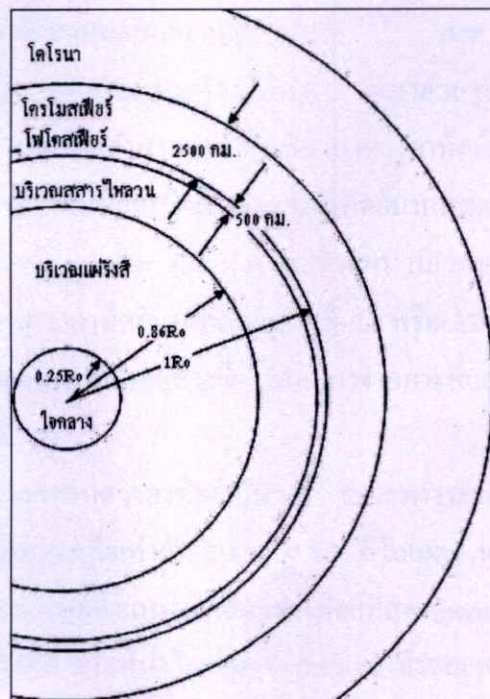 โคโรนา
โครโมสเฟียร์
โฟโตสเฟียร์
2500 กม.
บริเวณสสารไหลวน
500 กม.
บริเวณแผ่รังสี
0.86R₀
1R₀
0.25R₀
ใจกลาง